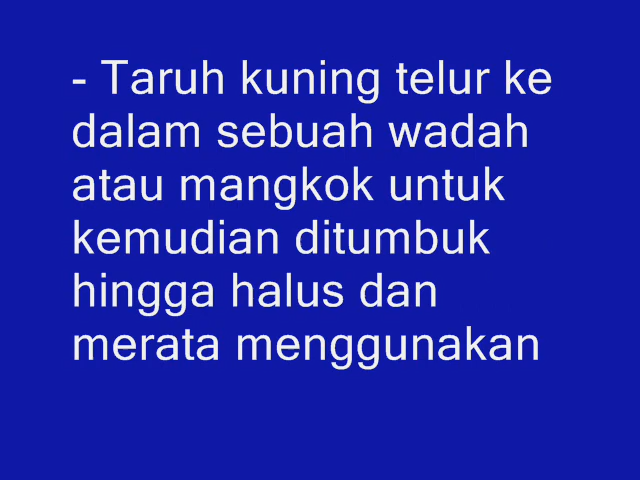 - Taruh kuning telur ke
dalam sebuah wadah
atau mangkok untuk
kemudian ditumbuk
hingga halus dan
merata menggunakan